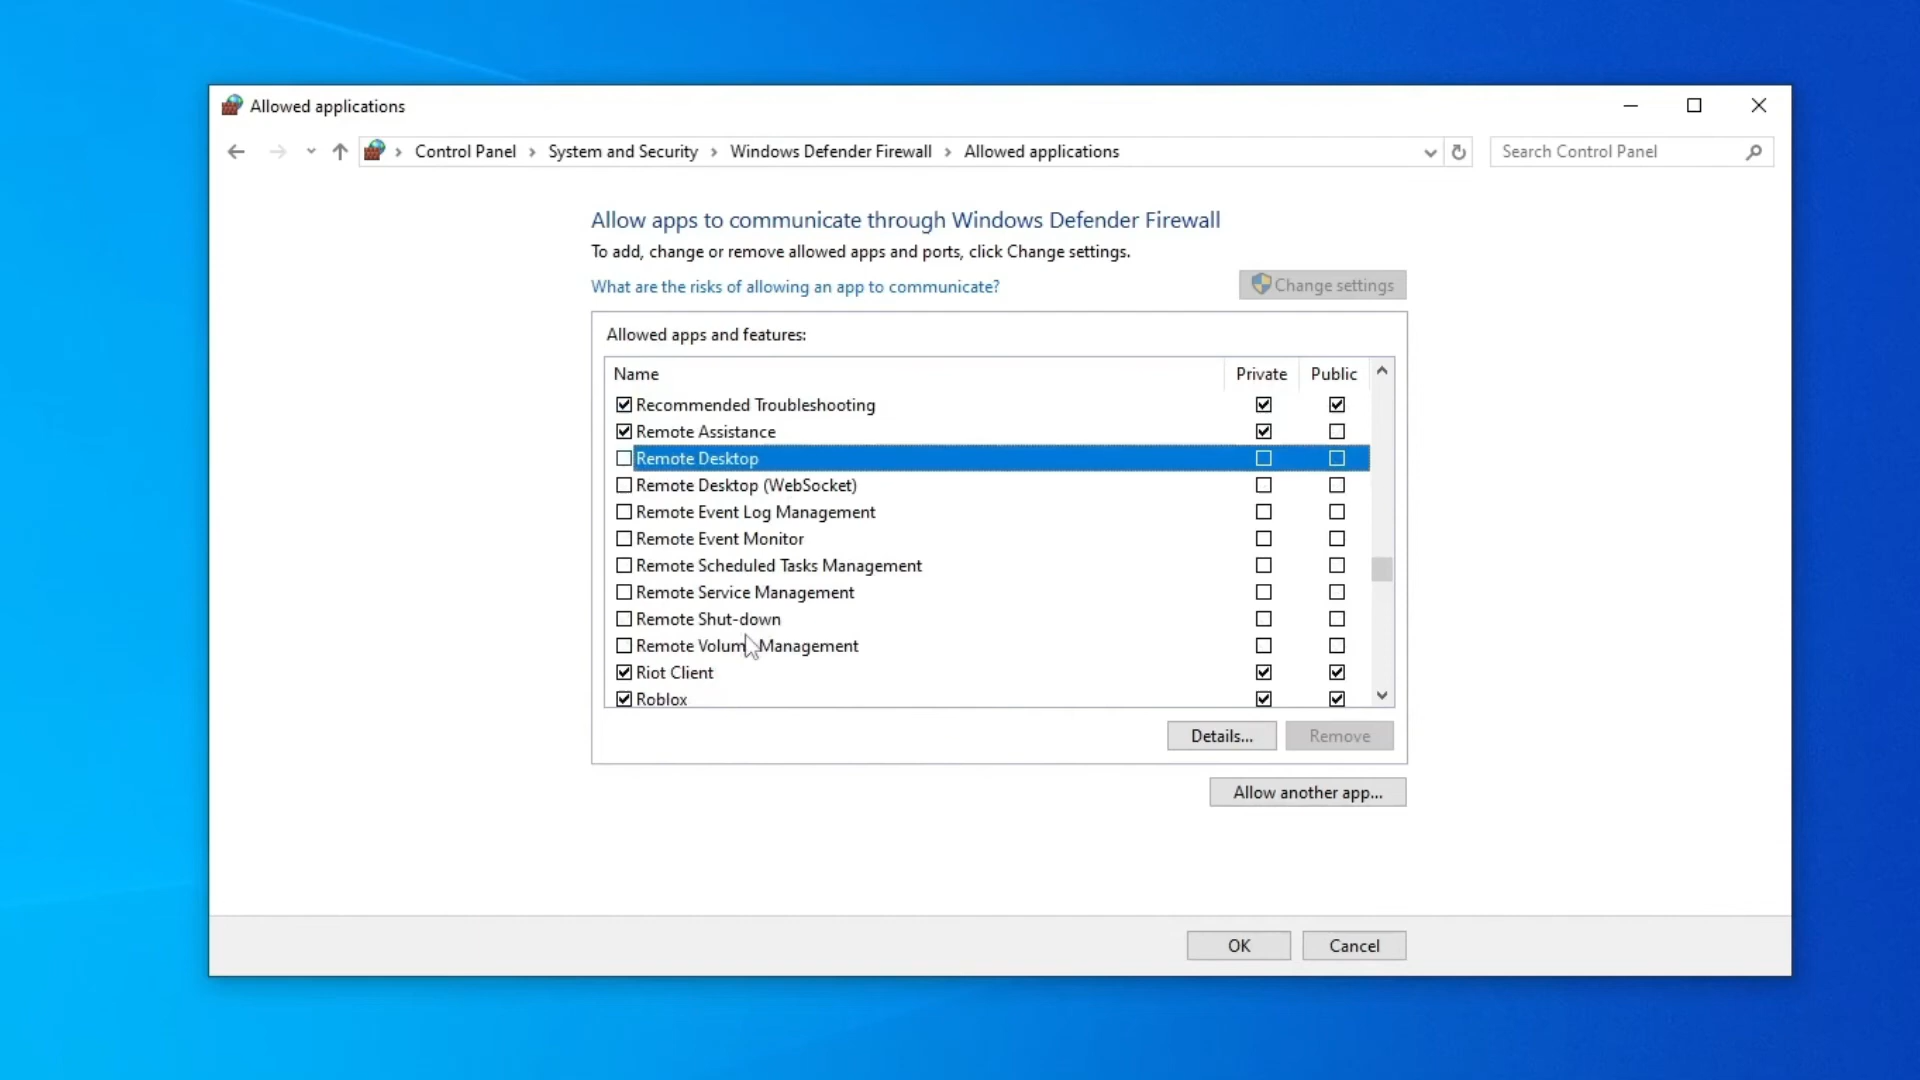 Allowed applications
Control Panel System and Security Windows Defender Firewall Allowed applications Search Control Panel
Allow apps to communicate through Windows Defender Firewall
To add, change or remove allowed apps and ports, click Change settings.
What are the risks of allowing an app to communicate? Change settings
Allowed apps and features:
Name Private Public
Recommended Troubleshooting
Remote Assistance
Remote Desktop
Remote Desktop (WebSocket)
Remote Event Log Management
Remote Event Monitor
Remote Scheduled Tasks Management
Remote Service Management
Remote Shut-down
Remote Volume Management
Riot Client
Roblox
Details... Remove
Allow another app...
OK Cancel